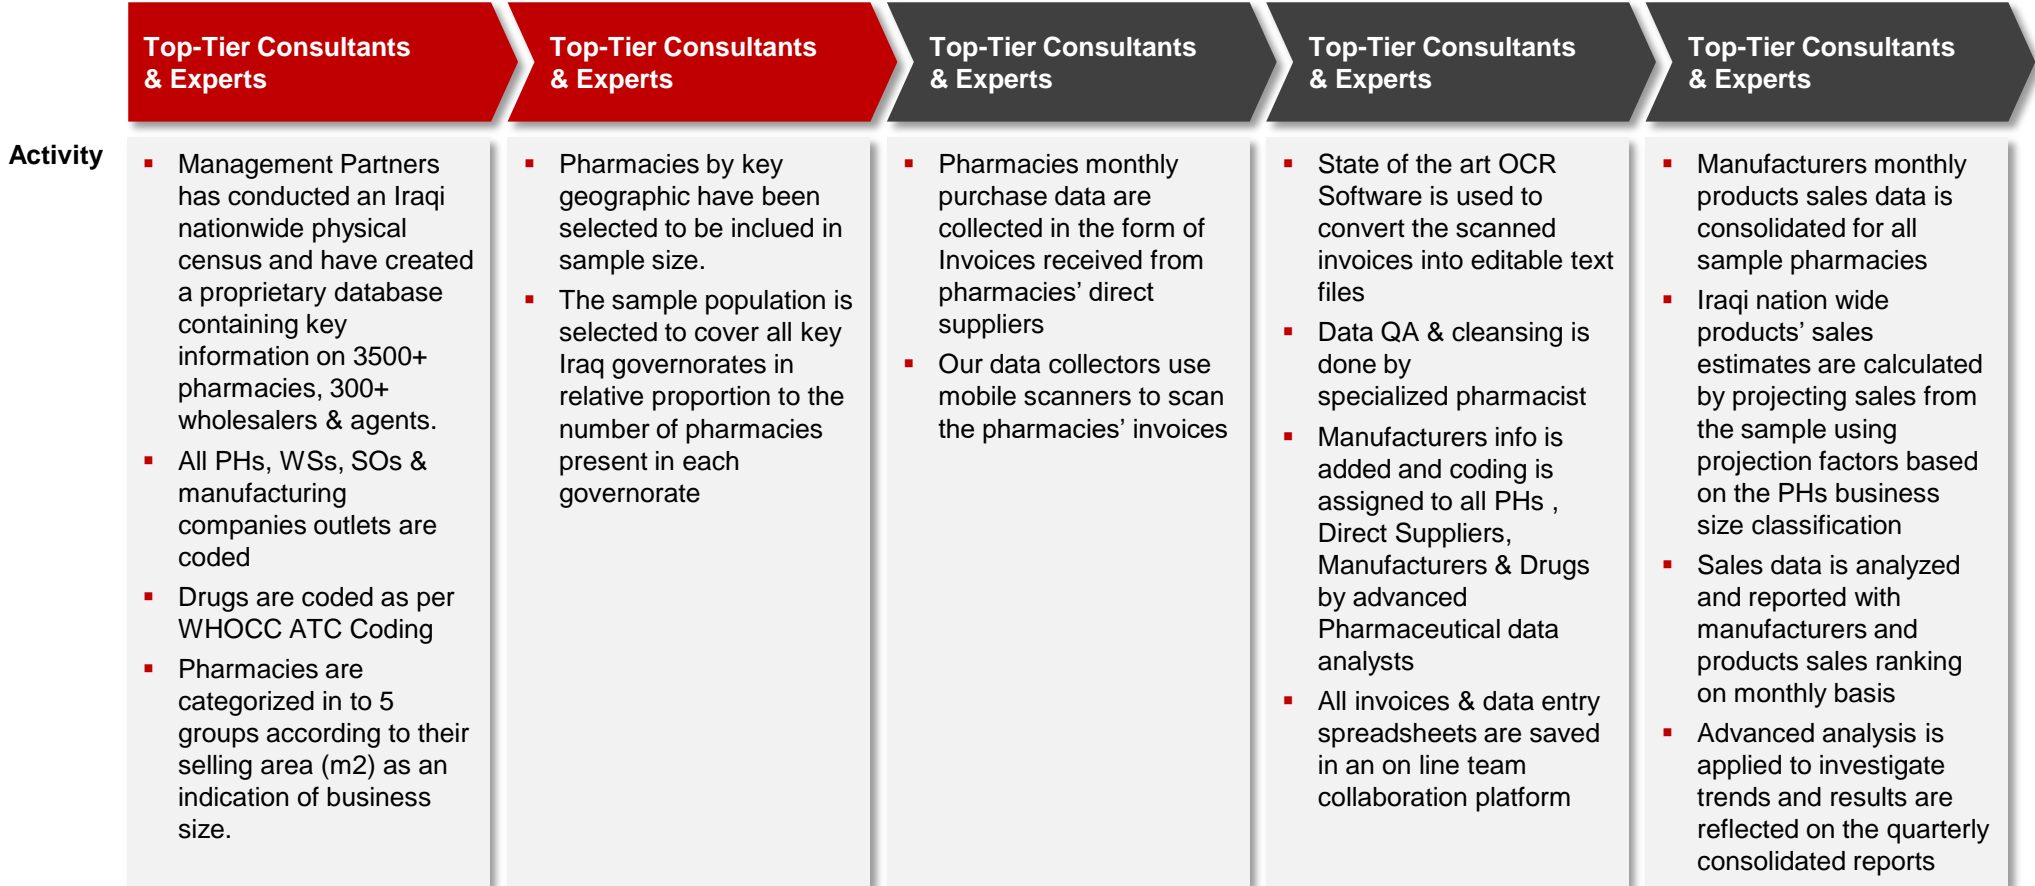 Top-Tier Consultants
& Experts
Top-Tier Consultants
& Experts
Top-Tier Consultants
& Experts
Top-Tier Consultants
& Experts
Top-Tier Consultants
& Experts
Activity
▪ Management Partners
has conducted an Iraqi
nationwide physical
census and have created
a proprietary database
containing key
information on 3500+
pharmacies, 300+
wholesalers & agents.
▪ All PHs, WSs, SOs &
manufacturing
companies outlets are
coded
▪ Drugs are coded as per
WHOCC ATC Coding
▪ Pharmacies are
categorized in to 5
groups according to their
selling area (m2) as an
indication of business
size.
▪ Pharmacies by key
geographic have been
selected to be inclued in
sample size.
▪ The sample population is
selected to cover all key
Iraq governorates in
relative proportion to the
number of pharmacies
present in each
governorate
▪ Pharmacies monthly
purchase data are
collected in the form of
Invoices received from
pharmacies’ direct
suppliers
▪ Our data collectors use
mobile scanners to scan
the pharmacies’ invoices
▪ State of the art OCR
Software is used to
convert the scanned
invoices into editable text
files
▪ Data QA & cleansing is
done by
specialized pharmacist
▪ Manufacturers info is
added and coding is
assigned to all PHs ,
Direct Suppliers,
Manufacturers & Drugs
by advanced
Pharmaceutical data
analysts
▪ All invoices & data entry
spreadsheets are saved
in an on line team
collaboration platform
▪ Manufacturers monthly
products sales data is
consolidated for all
sample pharmacies
▪ Iraqi nation wide
products’ sales
estimates are calculated
by projecting sales from
the sample using
projection factors based
on the PHs business
size classification
▪ Sales data is analyzed
and reported with
manufacturers and
products sales ranking
on monthly basis
▪ Advanced analysis is
applied to investigate
trends and results are
reflected on the quarterly
consolidated reports